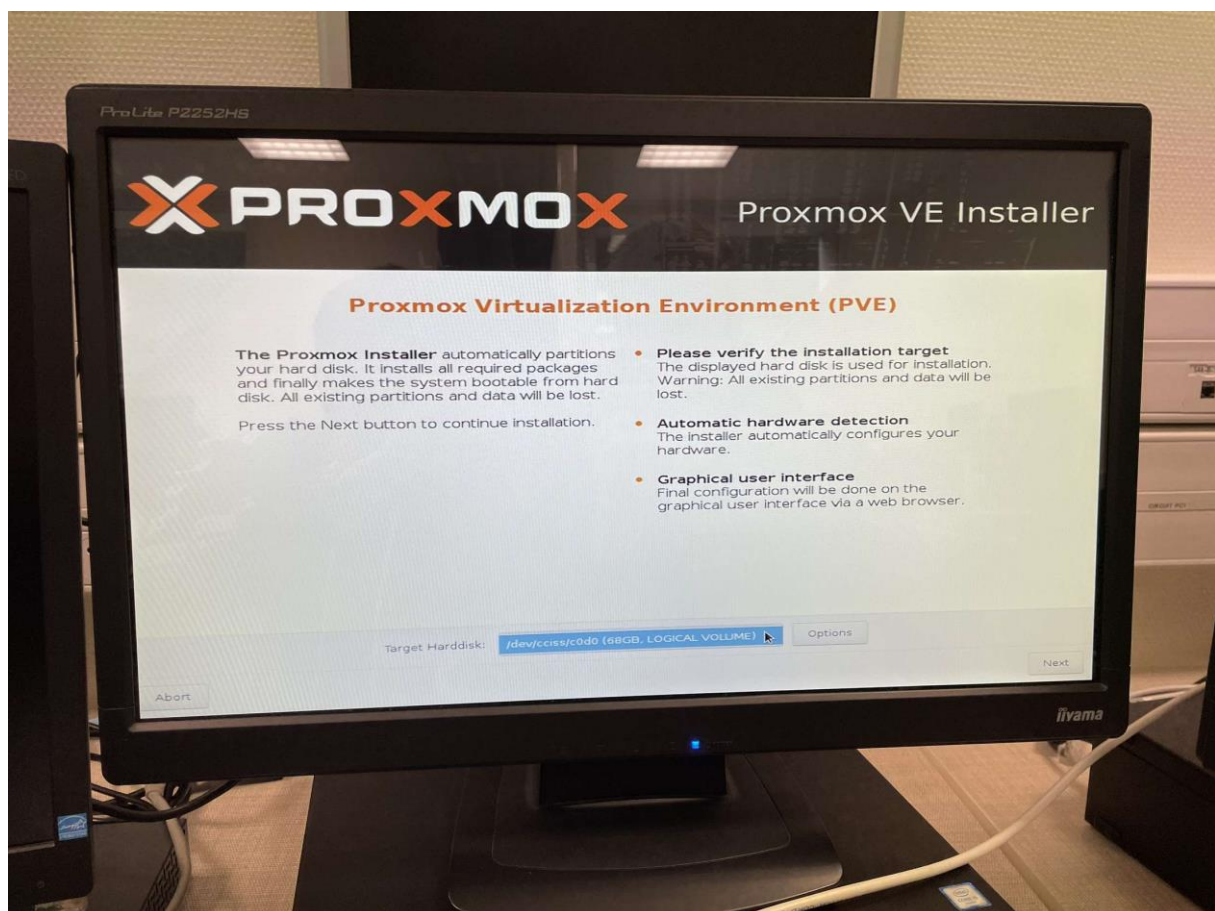 ProLite P2252HS
PROXMOX
Proxmox VE Installer
Proxmox Virtualization Environment (PVE)
The Proxmox Installer automatically partitions
your hard disk. It installs all required packages
and finally makes the system bootable from hard
disk. All existing partitions and data will be lost.
Press the Next button to continue installation.
Please verify the installation target
The displayed hard disk is used for installation.
Warning: All existing partitions and data will be
lost.
Automatic hardware detection
The installer automatically configures your
hardware.
Graphical user interface
Final configuration will be done on the
graphical user interface via a web browser.
Target Harddisk:
/dev/cciss/c0d0 (68GB, LOGICAL VOLUME)
Options
Next
Abort
iiyama